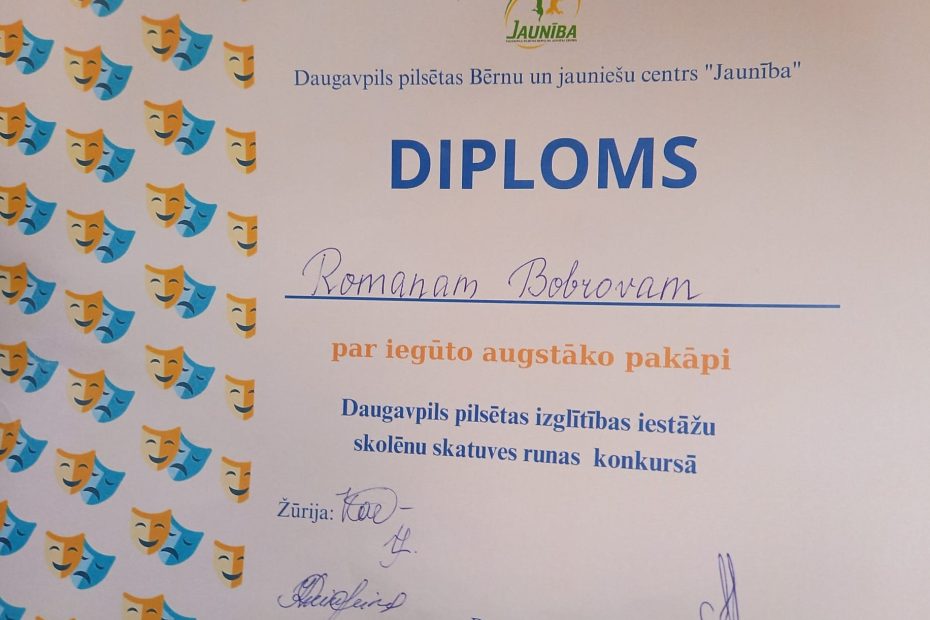 JAUNĪBA
Daugavpils pilsētas Bērnu un jauniešu centrs "Jaunība"
DIPLOMS
Romanam Bobrovam
par iegūto augstāko pakāpi
Daugavpils pilsētas izglītības iestāžu
skolēnu skatuves runas konkursā
Žūrija: